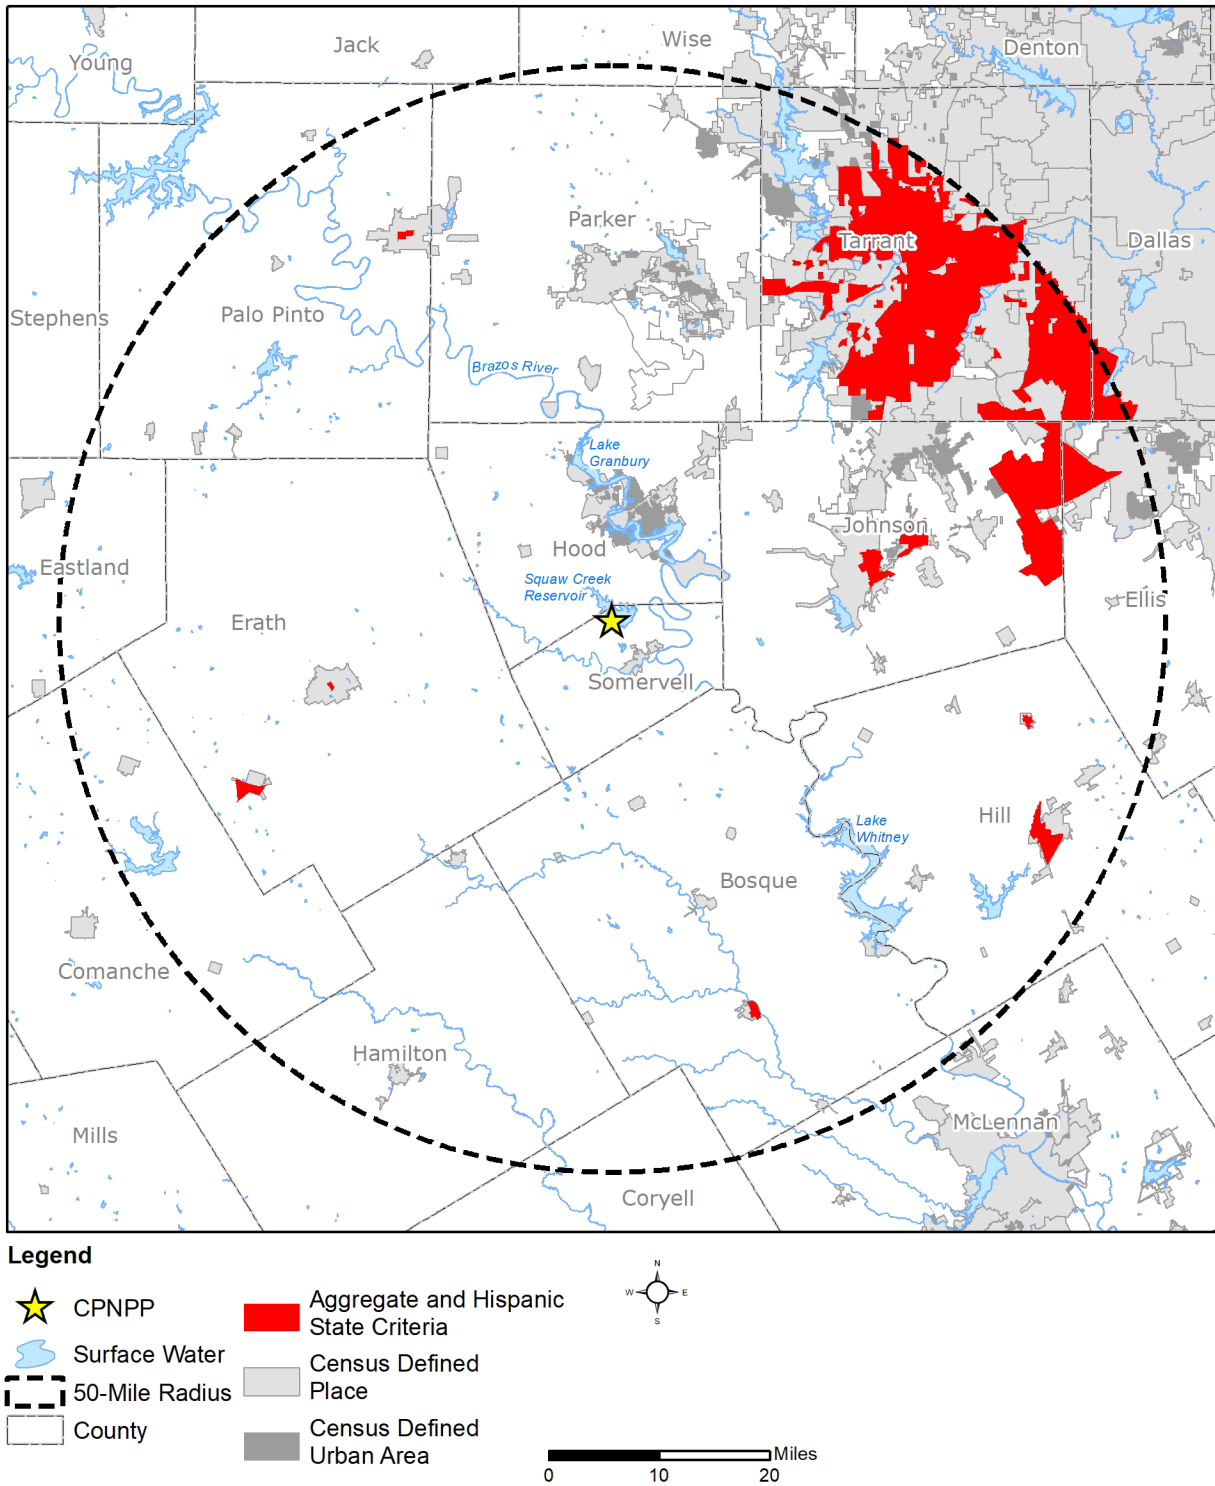 Jack
Wise
Denton
Young
Parker
Tarrant
Dallas
Stephens
Palo Pinto
Brazos River
Lake
Granbury
Johnson
Hood
Eastland
Squaw Creek
Reservoir
Ellis
Erath
Somervell
Hill
Lake
Whitney
Bosque
Comanche
Hamilton
McLennan
Mills
Coryell
Legend
CPNPP
Surface Water
50-Mile Radius
County
Aggregate and Hispanic
State Criteria
Census Defined
Place
Census Defined
Urban Area
N
W
E
S
Miles
0
10
20